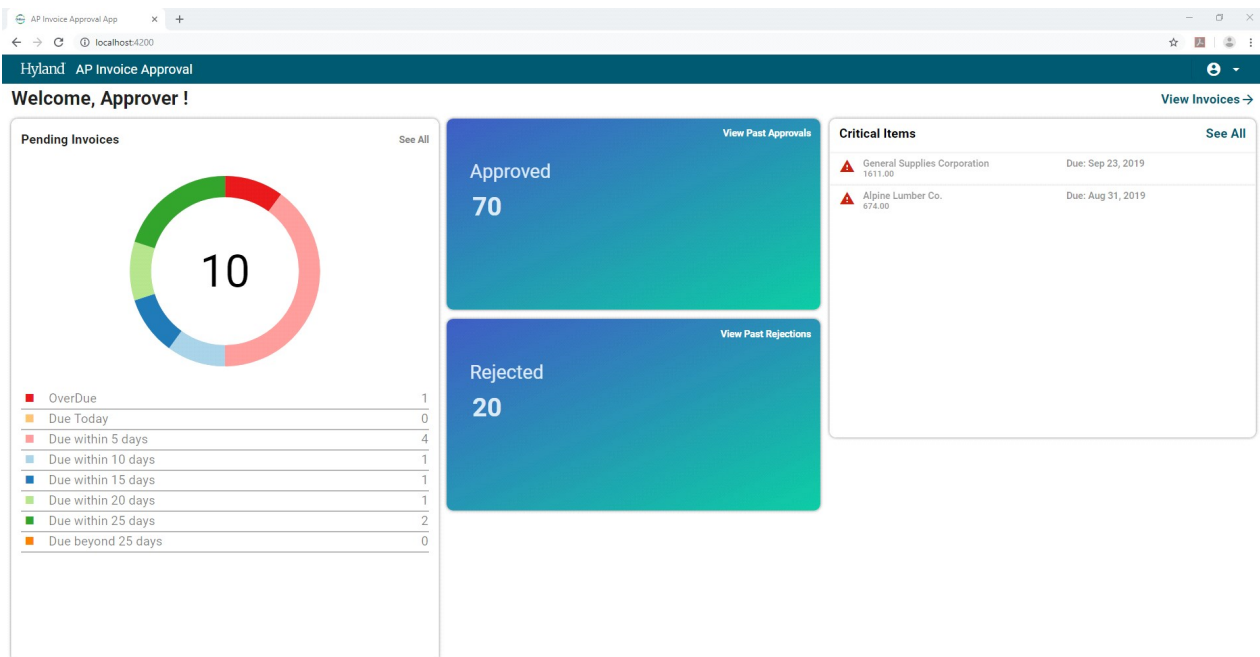 AP Invoice Approval App
localhost:4200
Hyland AP Invoice Approval
Welcome, Approver !
View Invoices
Pending Invoices
See All
10
OverDue 1
Due Today 0
Due within 5 days 4
Due within 10 days 1
Due within 15 days 1
Due within 20 days 1
Due within 25 days 2
Due beyond 25 days 0
View Past Approvals
Approved
70
View Past Rejections
Rejected
20
Critical Items
See All
General Supplies Corporation Due: Sep 23, 2019
1611.00
Alpine Lumber Co. Due: Aug 31, 2019
674.00